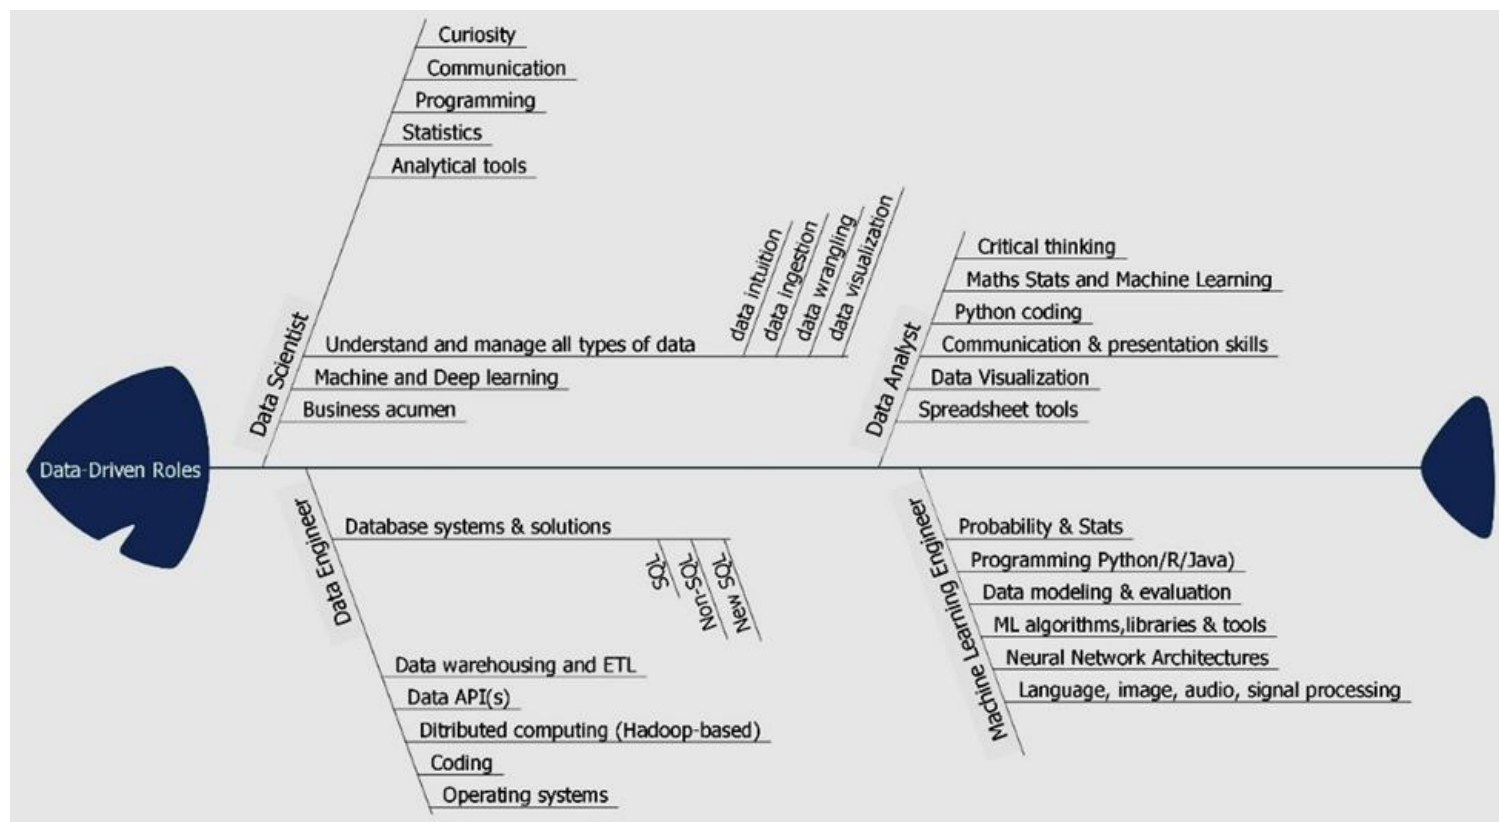 Data-Driven Roles
Data Scientist
Curiosity
Communication
Programming
Statistics
Analytical tools
Understand and manage all types of data
data intuition
data ingestion
data wrangling
data visualization
Machine and Deep learning
Business acumen
Data Analyst
Critical thinking
Maths Stats and Machine Learning
Python coding
Communication & presentation skills
Data Visualization
Spreadsheet tools
Data Engineer
Database systems & solutions
SQL
Non-SQL
New SQL
Data warehousing and ETL
Data API(s)
Ditributed computing (Hadoop-based)
Coding
Operating systems
Machine Learning Engineer
Probability & Stats
Programming Python/R/Java)
Data modeling & evaluation
ML algorithms,libraries & tools
Neural Network Architectures
Language, image, audio, signal processing